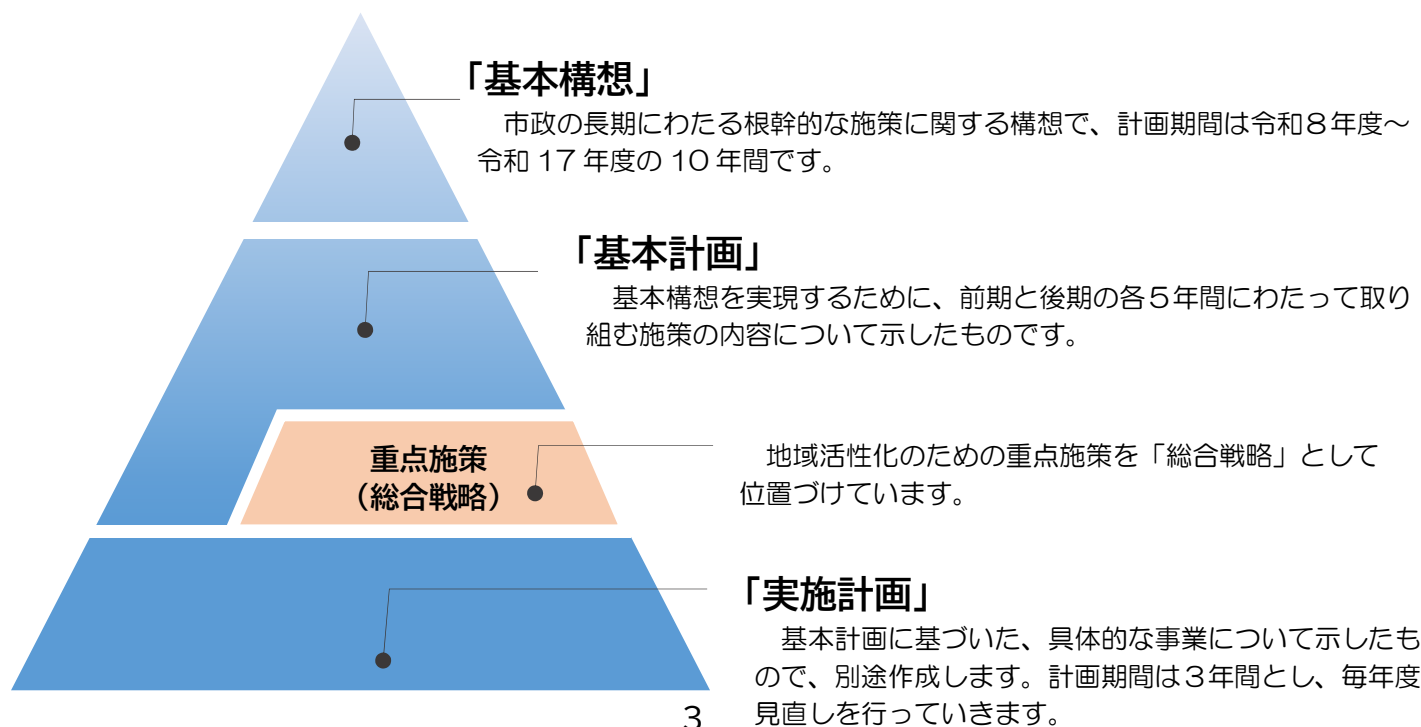 「基本構想」
市政の長期にわたる根幹的な施策に関する構想で、計画期間は令和８年度～
令和 17 年度の 10 年間です。
「基本計画」
基本構想を実現するために、前期と後期の各５年間にわたって取り
組む施策の内容について示したものです。
重点施策
（総合戦略）
地域活性化のための重点施策を「総合戦略」として
位置づけています。
「実施計画」
基本計画に基づいた、具体的な事業について示したも
ので、別途作成します。計画期間は３年間とし、毎年度
見直しを行っていきます。
3